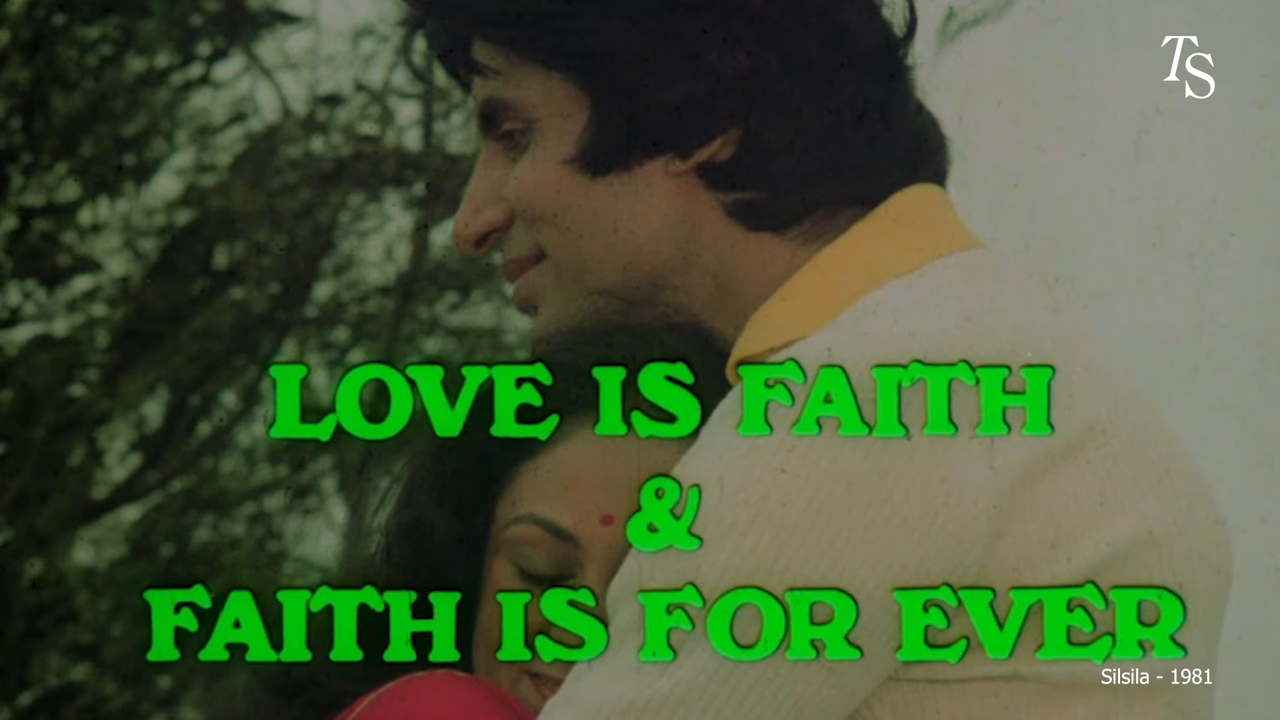 TS
LOVE IS FAITH
&
FAITH IS FOR EVER
Silsila - 1981